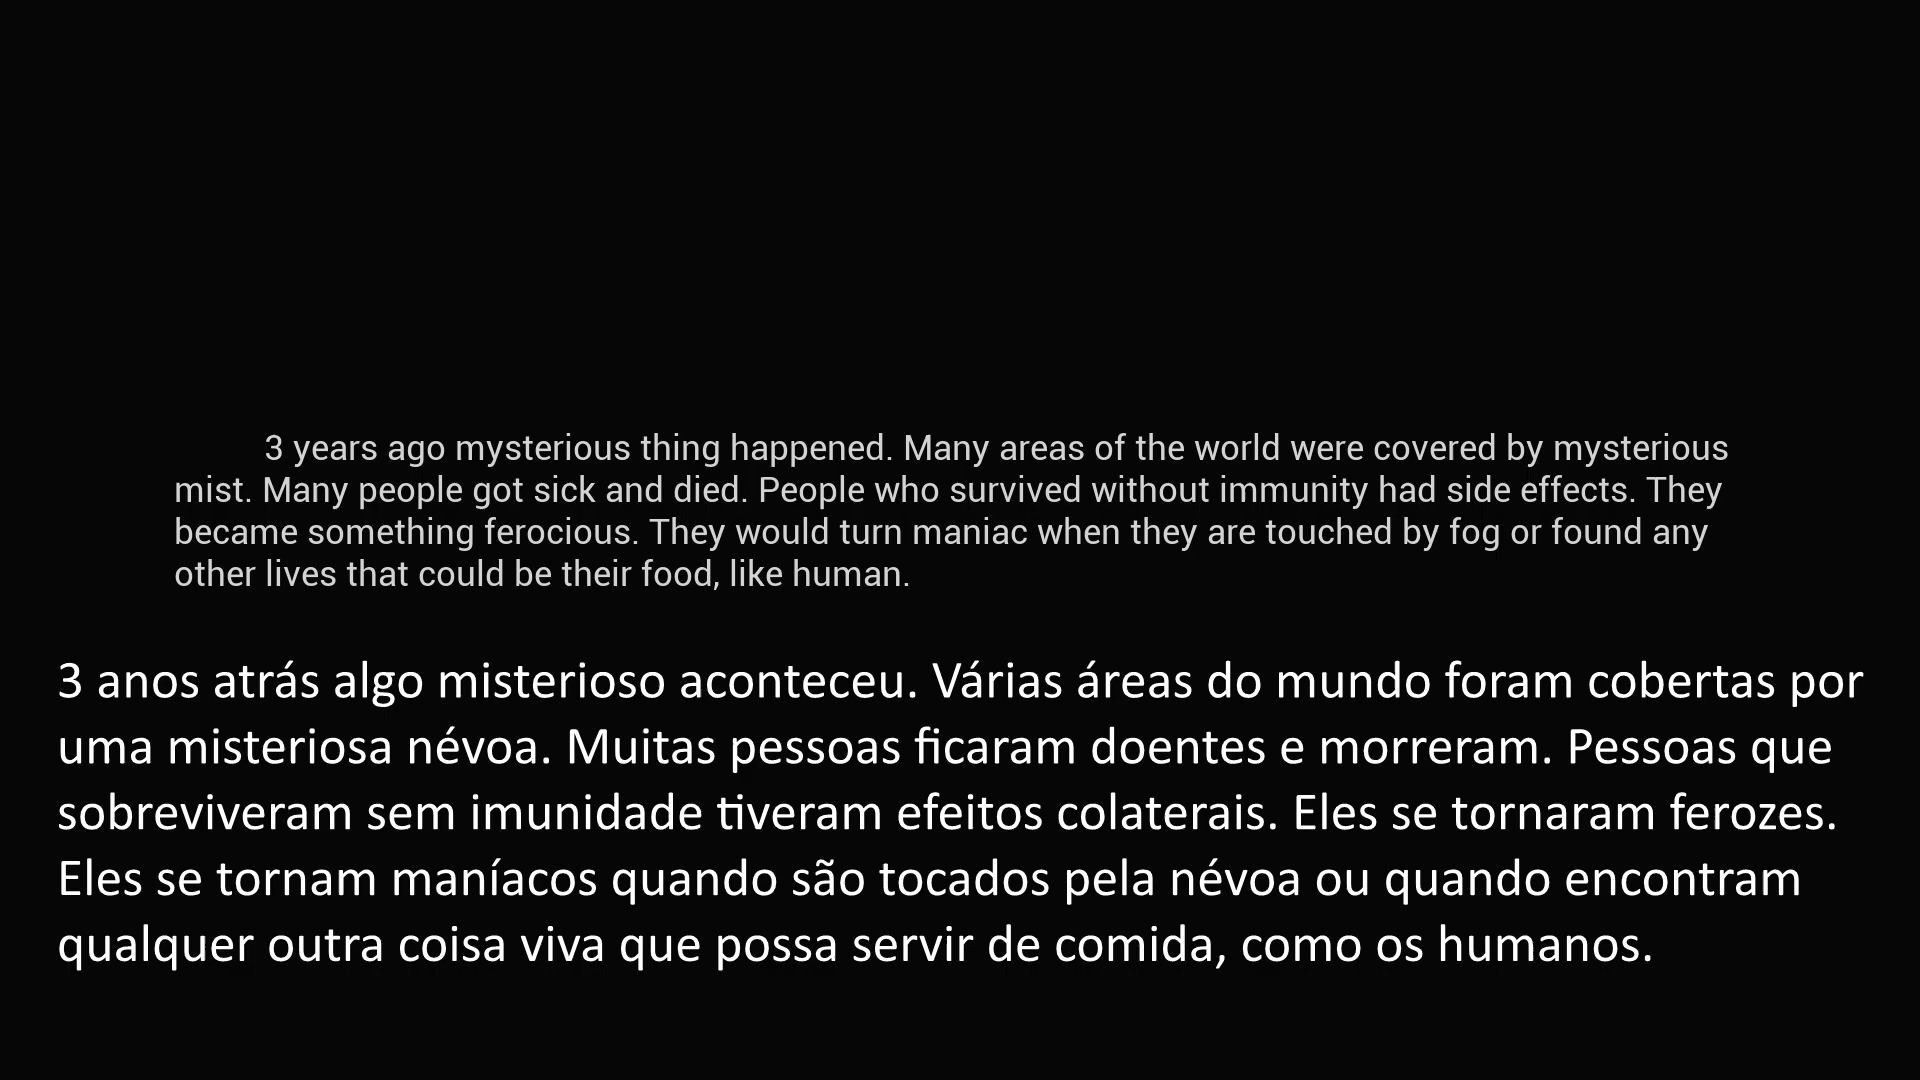 3 years ago mysterious thing happened. Many areas of the world were covered by mysterious
mist. Many people got sick and died. People who survived without immunity had side effects. They
became something ferocious. They would turn maniac when they are touched by fog or found any
other lives that could be their food, like human.
3 anos atrás algo misterioso aconteceu. Várias áreas do mundo foram cobertas por
uma misteriosa névoa. Muitas pessoas ficaram doentes e morreram. Pessoas que
sobreviveram sem imunidade tiveram efeitos colaterais. Eles se tornaram ferozes.
Eles se tornam maníacos quando são tocados pela névoa ou quando encontram
qualquer outra coisa viva que possa servir de comida, como os humanos.